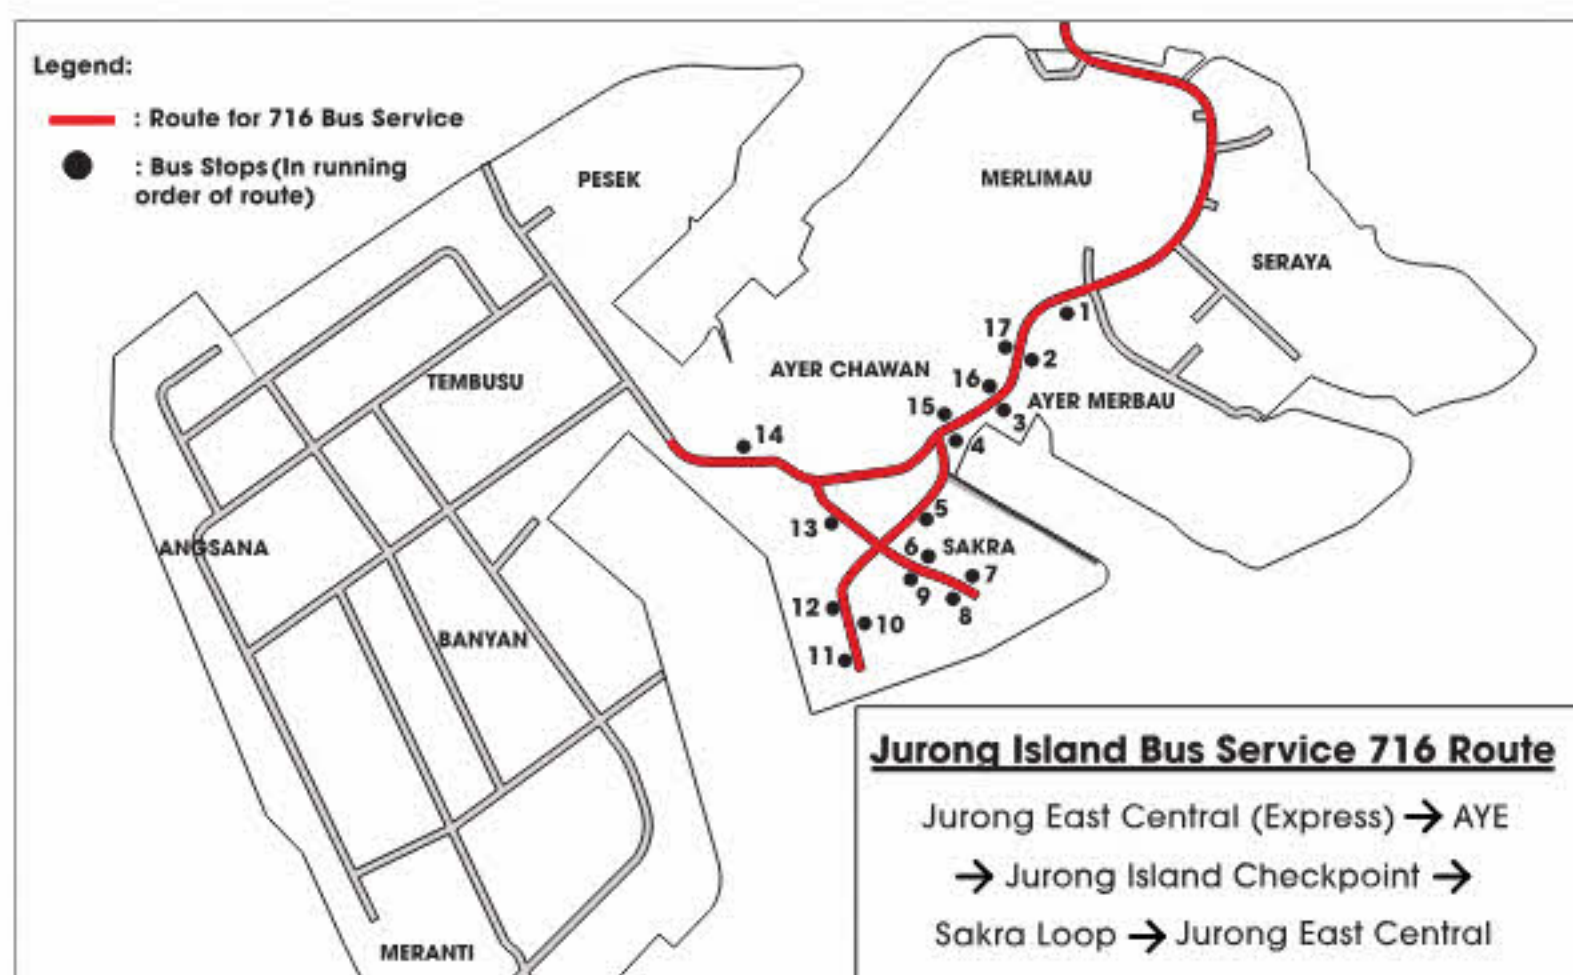 Legend:
: Route for 716 Bus Service
: Bus Stops (In running
order of route)
PESEK
MERLIMAU
SERAYA
1
17
2
AYER CHAWAN
16
TEMBUSU
AYER MERBAU
15
3
14
4
5
13
ANGSANA
6
SAKRA
7
9
8
12
10
BANYAN
11
MERANTI
Jurong Island Bus Service 716 Route
Jurong East Central (Express) → AYE
→ Jurong Island Checkpoint →
Sakra Loop → Jurong East Central